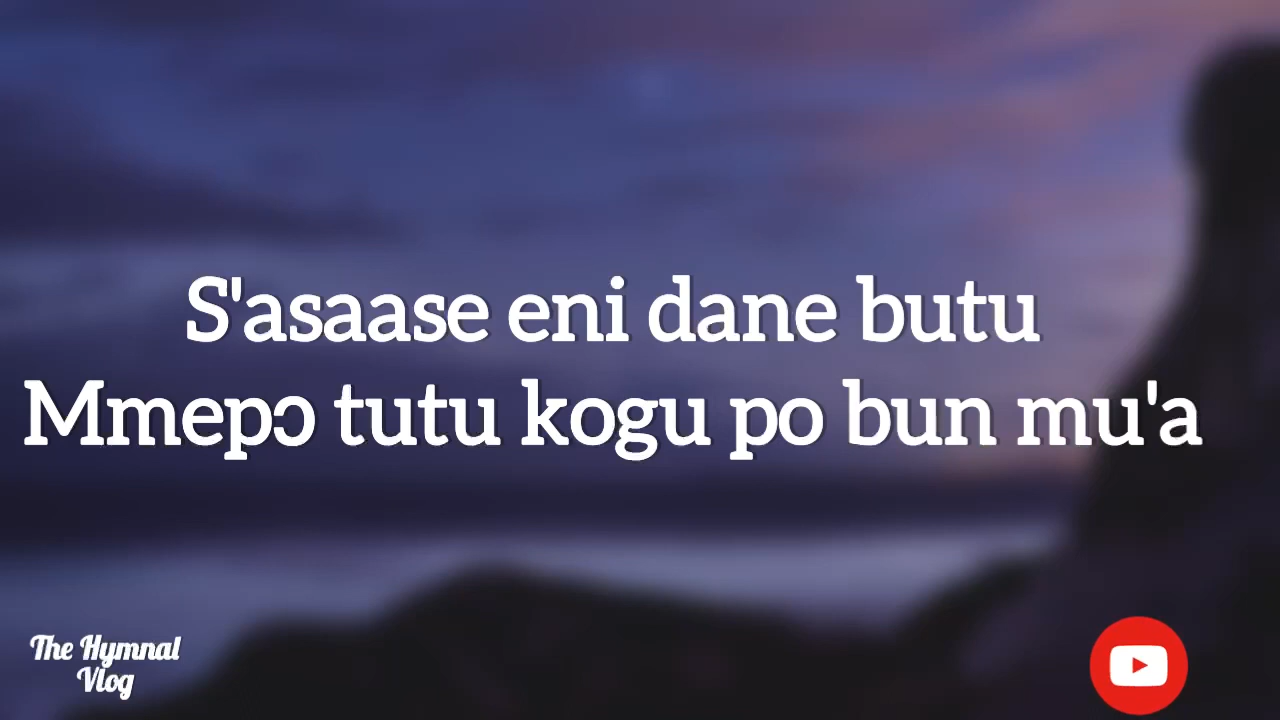 S'asaase eni dane butu
Mmepɔ tutu kogu po bun mu'a
The Hymnal
Vlog